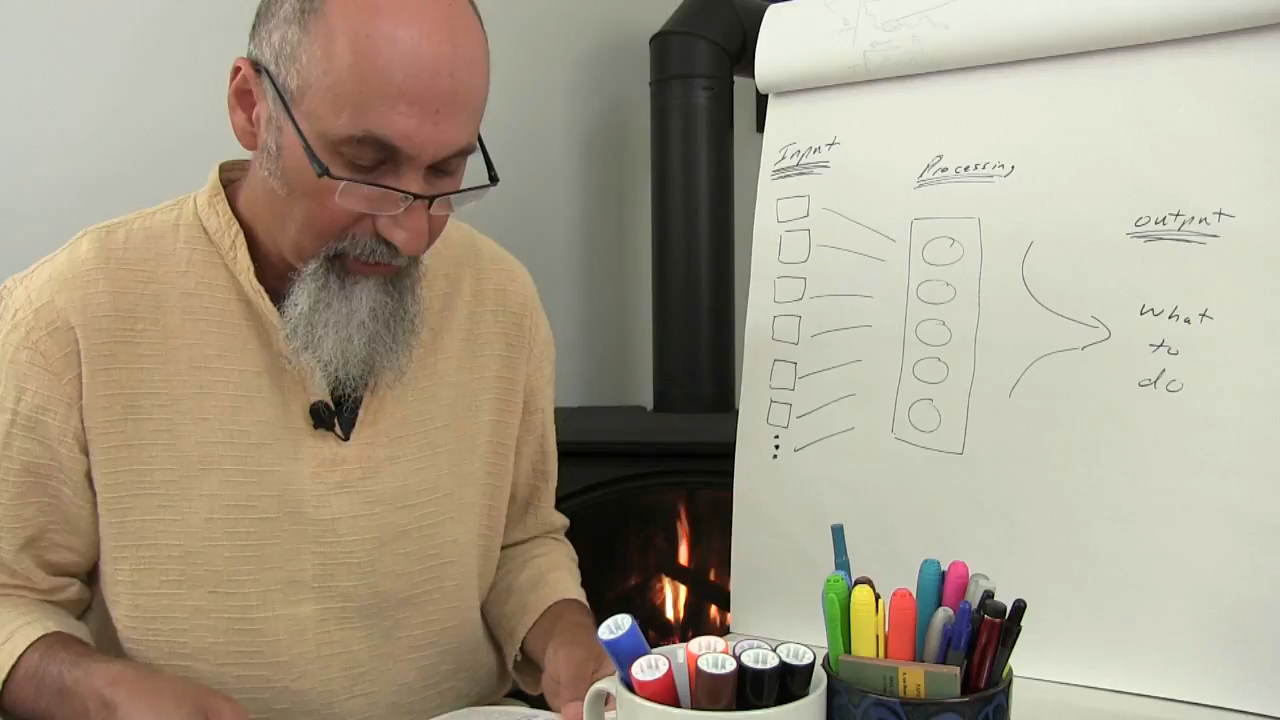 Input
Processing
output
what
to
do